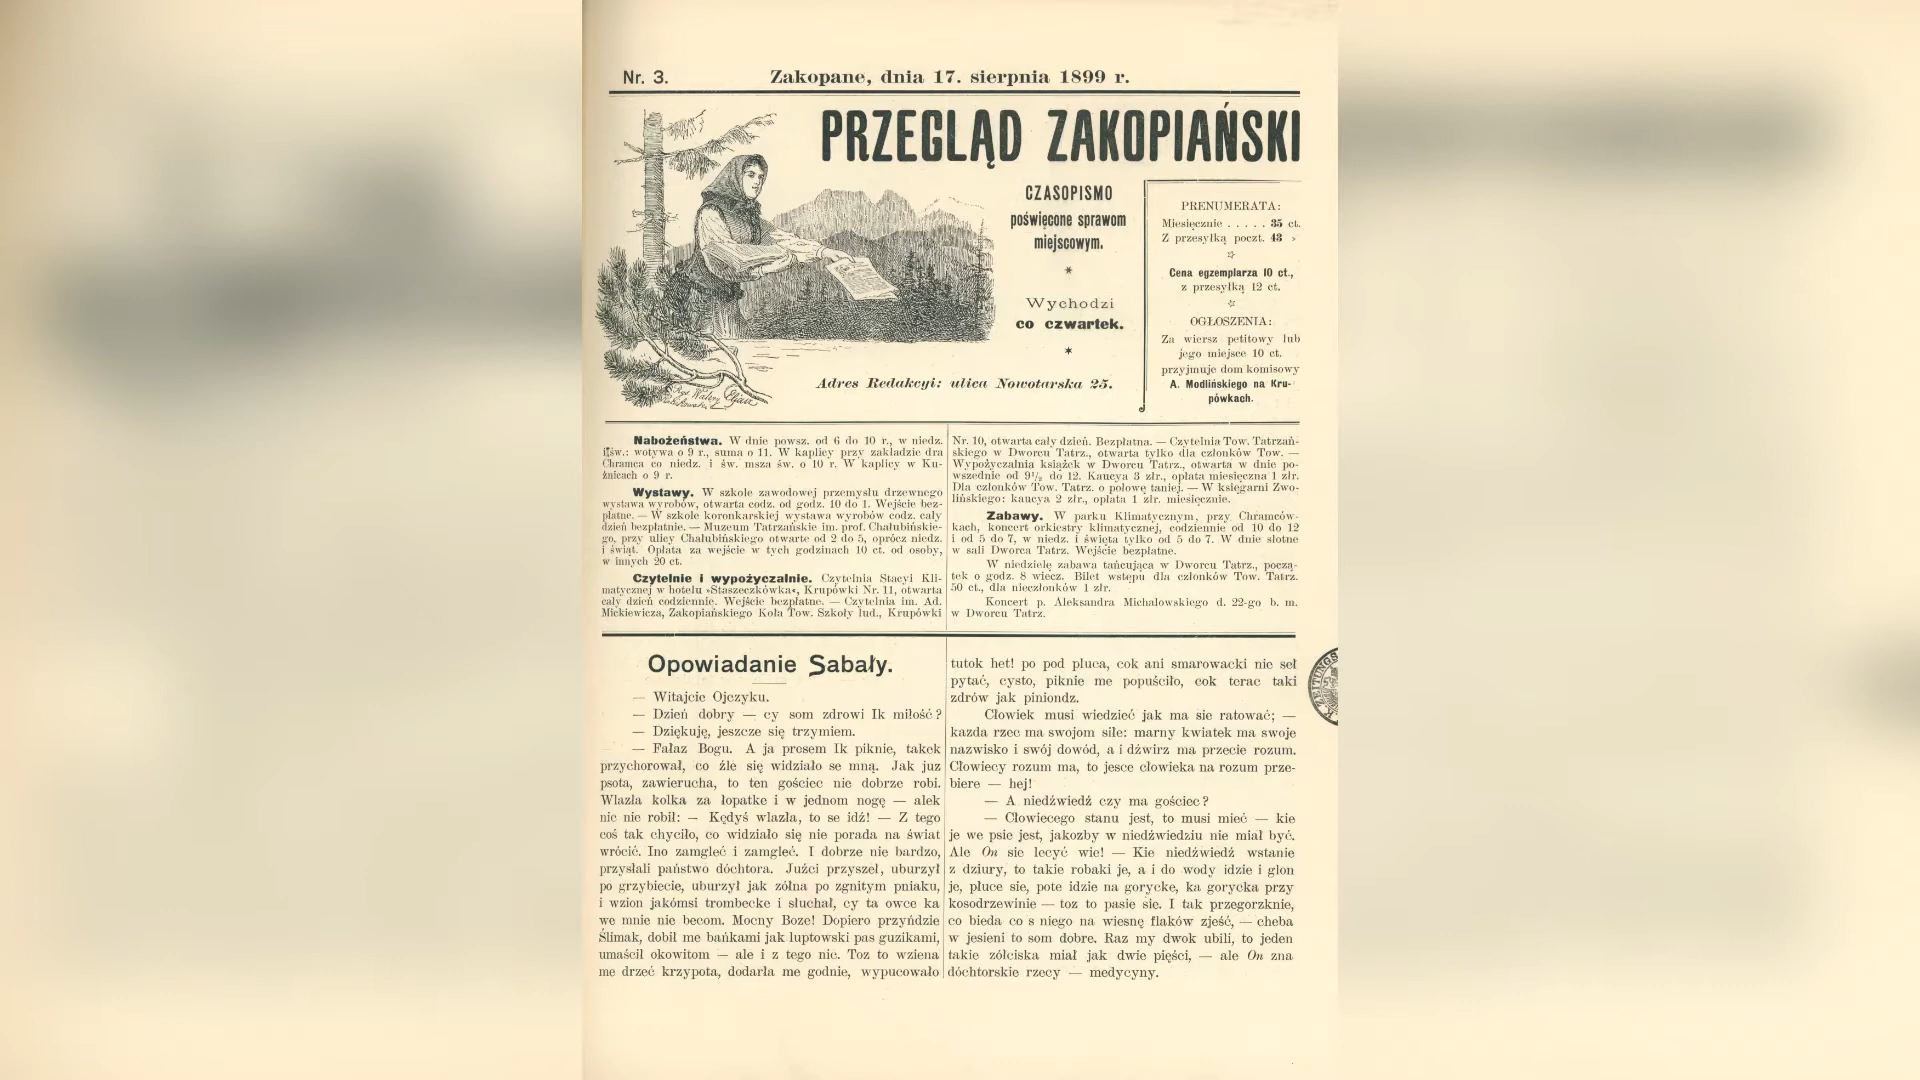 Nr. 3.
Zakopane, dnia 17. sierpnia 1899 r.
PRZEGLĄD ZAKOPIAŃSKI
CZASOPISMO
poświęcone sprawom
miejscowym.
*
Wychodzi
co czwartek.
*
Adres Redakcyi: ulica Nowotarska 25.
PRENUMERATA:
Miesięcznie . . . . . 35 ct.
Z przesyłką poczt. 43 »
Cena egzemplarza 10 ct.,
z przesyłką 12 ct.
OGŁOSZENIA:
Za wiersz petitowy lub
jego miejsce 10 ct.
przyjmuje dom komisowy
A. Modlińskiego na Kru-
pówkach.
Walery Eljasz
Nabożeństwa. W dnie powsz. od 6 do 10 r., w niedz.
i św.: wotywa o 9 r., suma o 11. W kaplicy przy zakładzie dra
Chramca co niedz. i św. msza św. o 10 r. W kaplicy w Ku-
źnicach o 9 r.
Wystawy. W szkole zawodowej przemysłu drzewnego
wystawa wyrobów, otwarta codz. od godz. 10 do 1. Wejście bez-
płatne. — W szkole koronkarskiej wystawa wyrobów codz. cały
dzień bezpłatnie. — Muzeum Tatrzańskie im. prof. Chałubińskie-
go, przy ulicy Chałubińskiego otwarte od 2 do 5, oprócz niedz.
i świąt. Opłata za wejście w tych godzinach 10 ct. od osoby,
w innych 20 ct.
Czytelnie i wypożyczalnie. Czytelnia Stacyi Kli-
matycznej w hotelu »Staszeczkówka«, Krupówki Nr. 11, otwarta
cały dzień codziennie. Wejście bezpłatne. — Czytelnia im. Ad.
Mickiewicza, Zakopiańskiego Koła Tow. Szkoły lud., Krupówki
Nr. 10, otwarta cały dzień. Bezpłatna. — Czytelnia Tow. Tatrzań-
skiego w Dworcu Tatrz., otwarta tylko dla członków Tow. —
Wypożyczalnia książek w Dworcu Tatrz., otwarta w dnie po-
wszednie od 9½ do 12. Kaucya 3 złr., opłata miesięczna 1 złr.
Dla członków Tow. Tatrz. o połowę taniej. — W księgarni Zwo-
lińskiego: kaucya 2 złr., opłata 1 złr. miesięcznie.
Zabawy. W parku Klimatycznym, przy Chramców-
kach, koncert orkiestry klimatycznej, codziennie od 10 do 12
i od 5 do 7, w niedz. i święta tylko od 5 do 7. W dnie słotne
w sali Dworca Tatrz. Wejście bezpłatne.
W niedzielę zabawa tańcująca w Dworcu Tatrz., począ-
tek o godz. 8 wiecz. Bilet wstępu dla członków Tow. Tatrz.
50 ct., dla nieczłonków 1 złr.
Koncert p. Aleksandra Michałowskiego d. 22-go b. m.
w Dworcu Tatrz.
Opowiadanie Sabały.
— Witajcie Ojczyku.
— Dzień dobry — cy som zdrowi Ik miłość?
— Dziękuję, jeszcze się trzymiem.
— Fałaz Bogu. A ja prosem Ik piknie, takek
przychorował, co źle się widziało se mną. Jak juz
psota, zawierucha, to ten gościec nie dobrze robi.
Wlazła kolka za łopatke i w jednom nogę — alek
nic nie robił: — Kędyś wlazła, to se idź! — Z tego
coś tak chyciło, co widziało się nie porada na świat
wrócić. Ino zamgleć i zamgleć. I dobrze nie bardzo,
przysłali państwo dóchtora. Juźci przyszeł, uburzył
po grzybiecie, uburzył jak zółna po zgnitym pniaku,
i wzion jakómsi trombecke i słuchał, cy ta owce ka
we mnie nie becom. Mocny Boze! Dopiero przyńdzie
Ślimak, dobił me bańkami jak luptowski pas guzikami,
umaścił okowitom — ale i z tego nic. Toz to wziena
me drzeć krzypota, dodarła me godnie, wypucowało
tutok het! po pod płuca, cok ani smarowacki nie seł
pytać, cysto, piknie me popuściło, cok terac taki
zdrów jak piniondz.
Cłowiek musi wiedzieć jak ma sie ratować; —
kazda rzec ma swojom siłe: marny kwiatek ma swoje
nazwisko i swój dowód, a i dźwirz ma przecie rozum.
Cłowiecy rozum ma, to jesce cłowieka na rozum prze-
biere — hej!
— A niedźwiedź czy ma gościec?
— Cłowiecego stanu jest, to musi mieć — kie
je we psie jest, jakozby w niedźwiedziu nie miał być.
Ale On sie lecyć wie! — Kie niedźwiedź wstanie
z dziury, to takie robaki je, a i do wody idzie i glon
je, płuce sie, pote idzie na gorycke, ka gorycka przy
kosodrzewinie — toz to pasie sie. I tak przegorzknie,
co bieda co s niego na wiesnę flaków zjeść, — cheba
w jesieni to som dobre. Raz my dwok ubili, to jeden
takie zółciska miał jak dwie pięści, — ale On zna
dóchtorskie rzecy — medycyny.